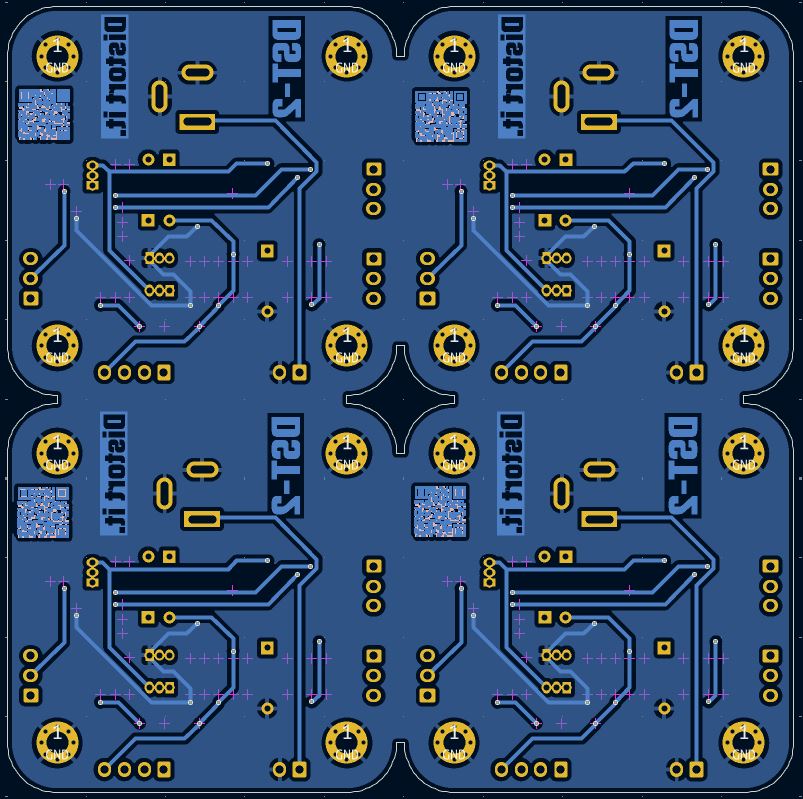 1
GND
Distort it.
DST-2
1
GND
1
GND
Distort it.
DST-2
1
GND
1
GND
1
GND
1
GND
1
GND
1
GND
Distort it.
DST-2
1
GND
1
GND
Distort it.
DST-2
1
GND
1
GND
1
GND
1
GND
1
GND